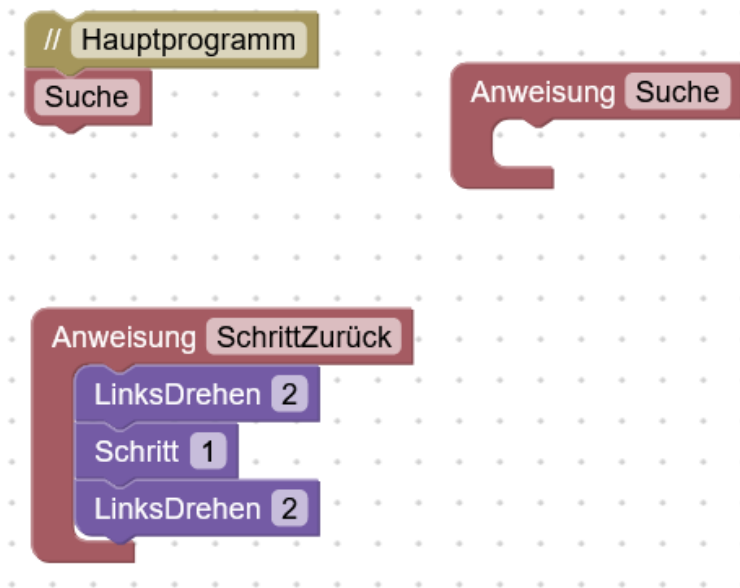 // Hauptprogramm
Suche
Anweisung Suche
Anweisung SchrittZurück
LinksDrehen 2
Schritt 1
LinksDrehen 2